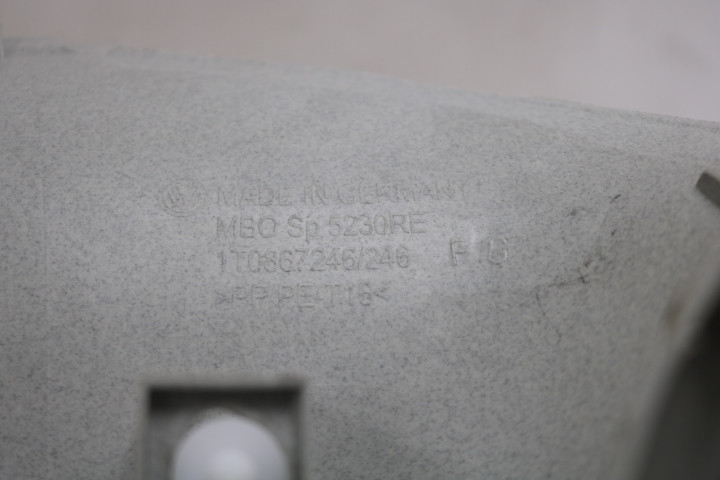 MADE IN GERMANY
MBO Sp 5230RE
1T0867246/246
>PP/PE-T16<